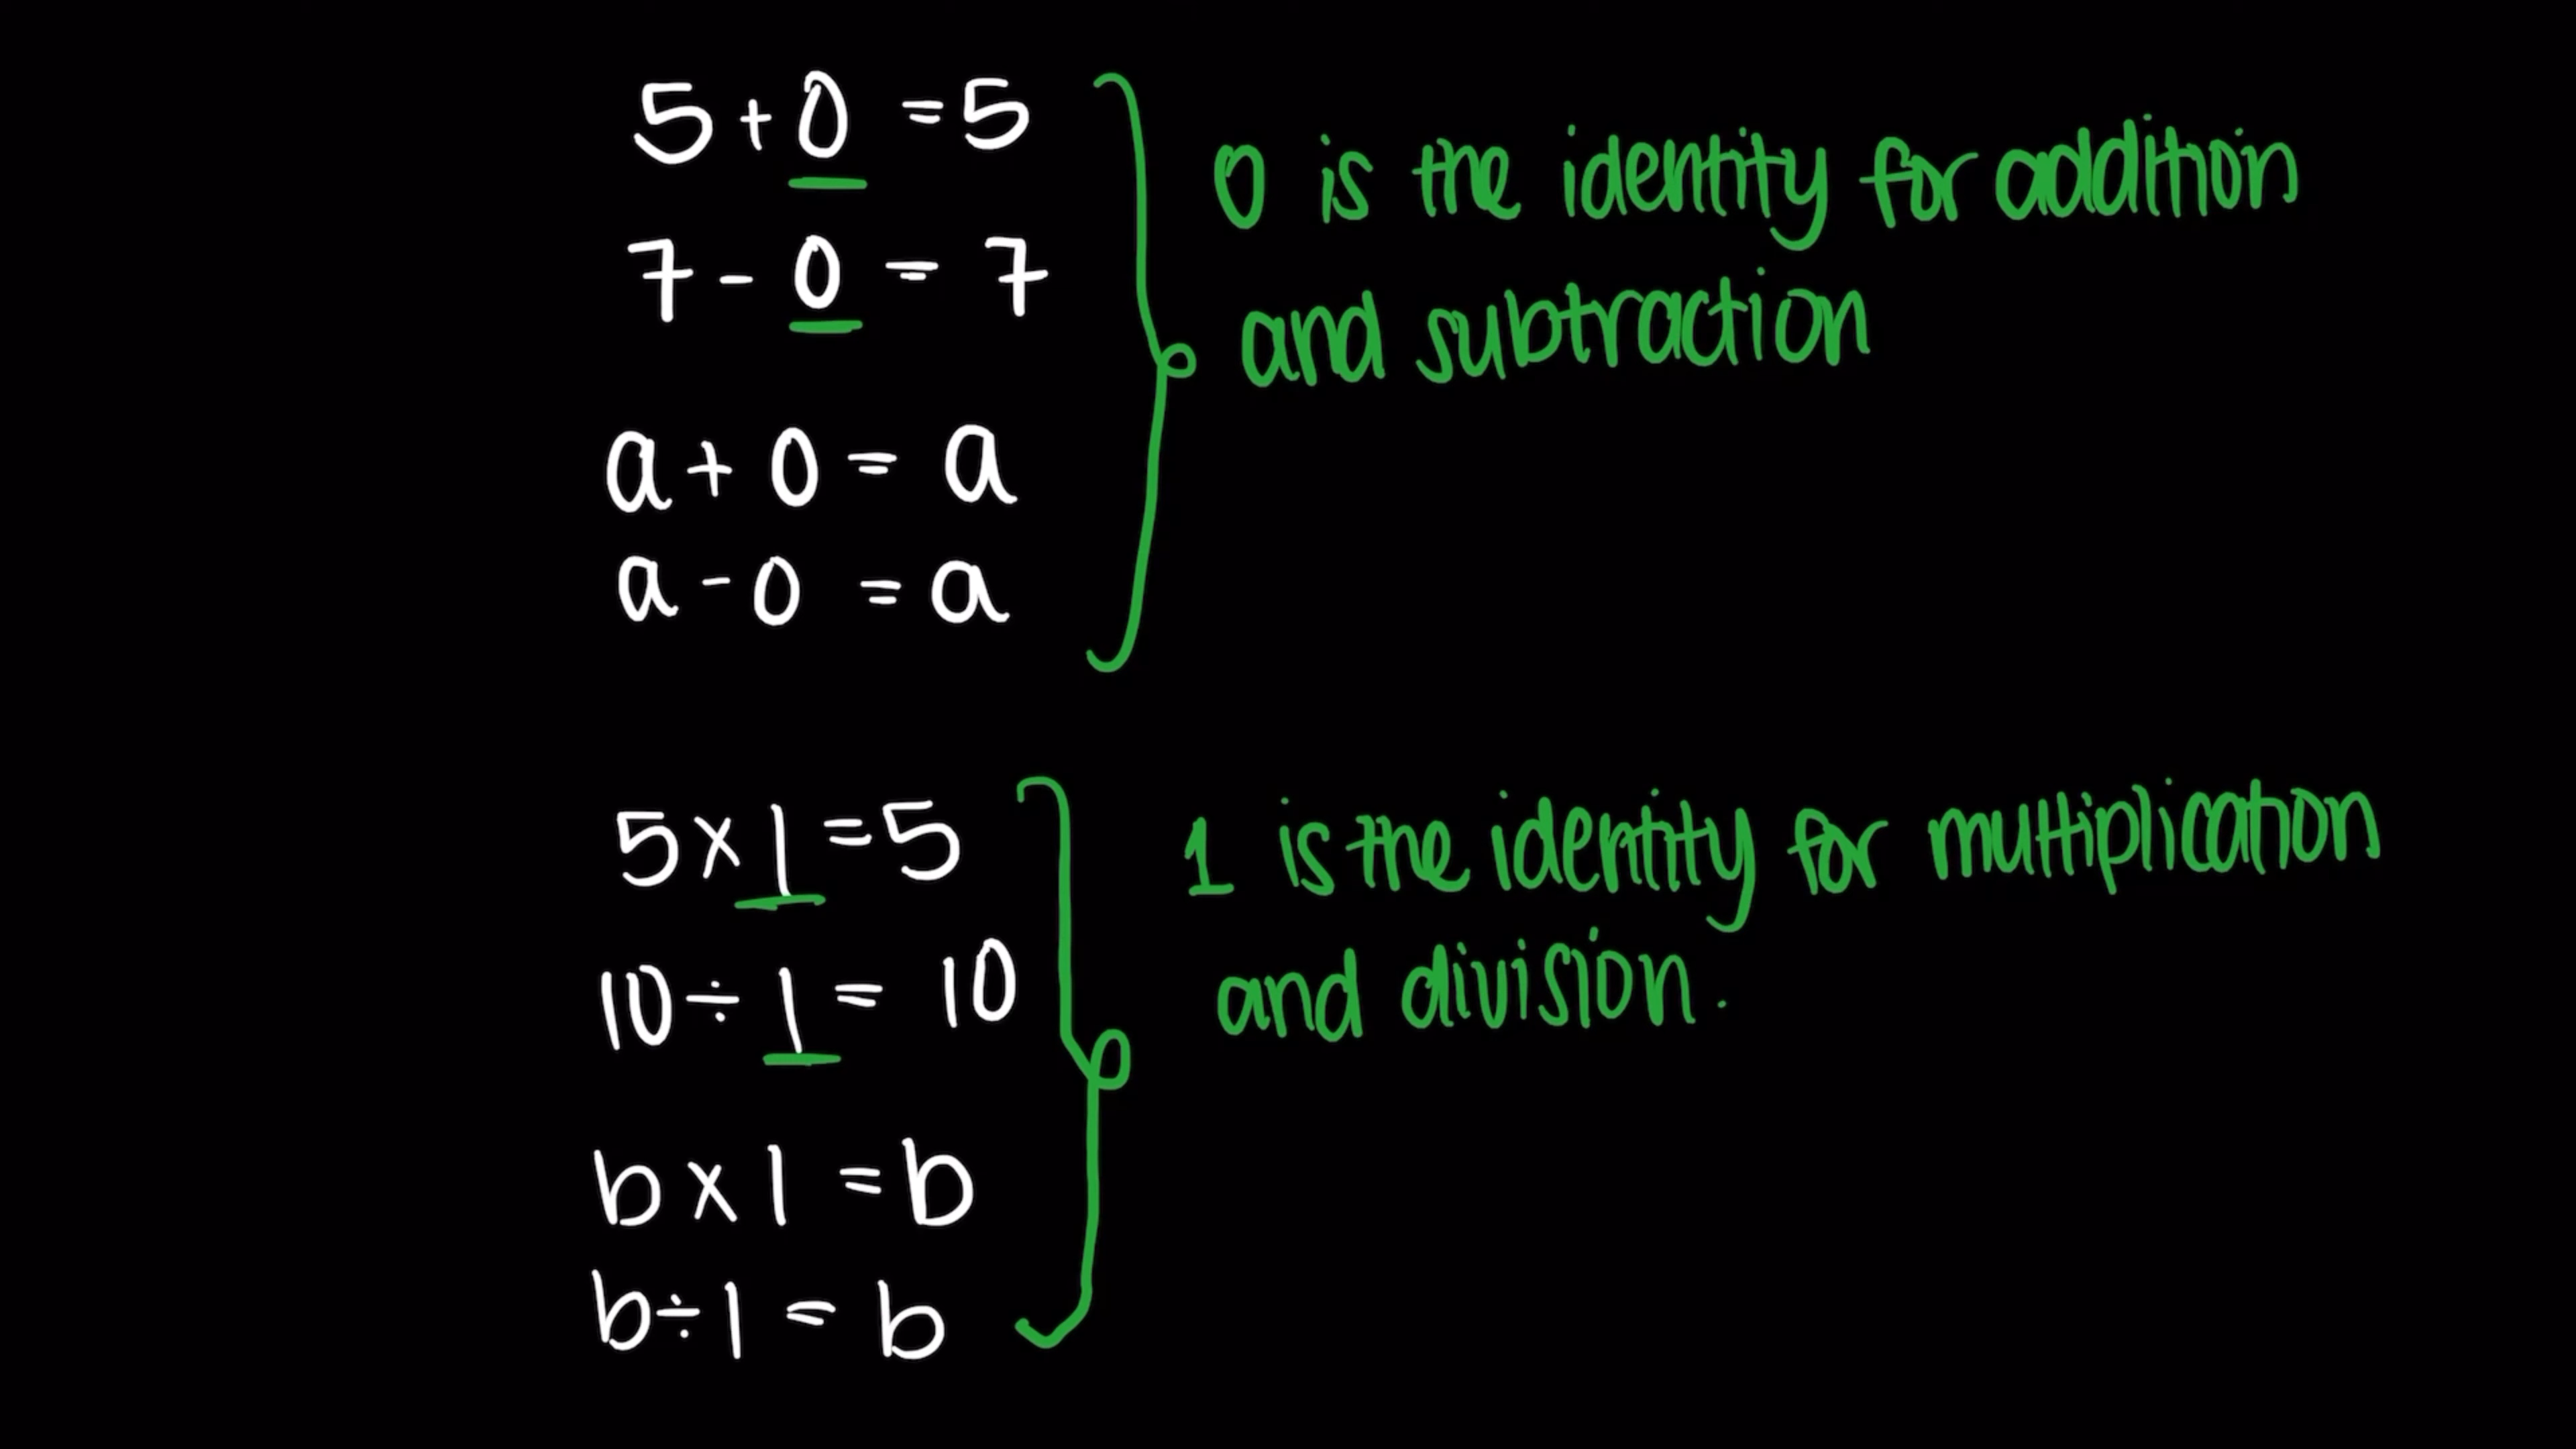 5 + 0 = 5
7 - 0 = 7
a + 0 = a
a - 0 = a
0 is the identity for addition
and subtraction
5 × 1 = 5
10 ÷ 1 = 10
b × 1 = b
b ÷ 1 = b
1 is the identity for multiplication
and division.